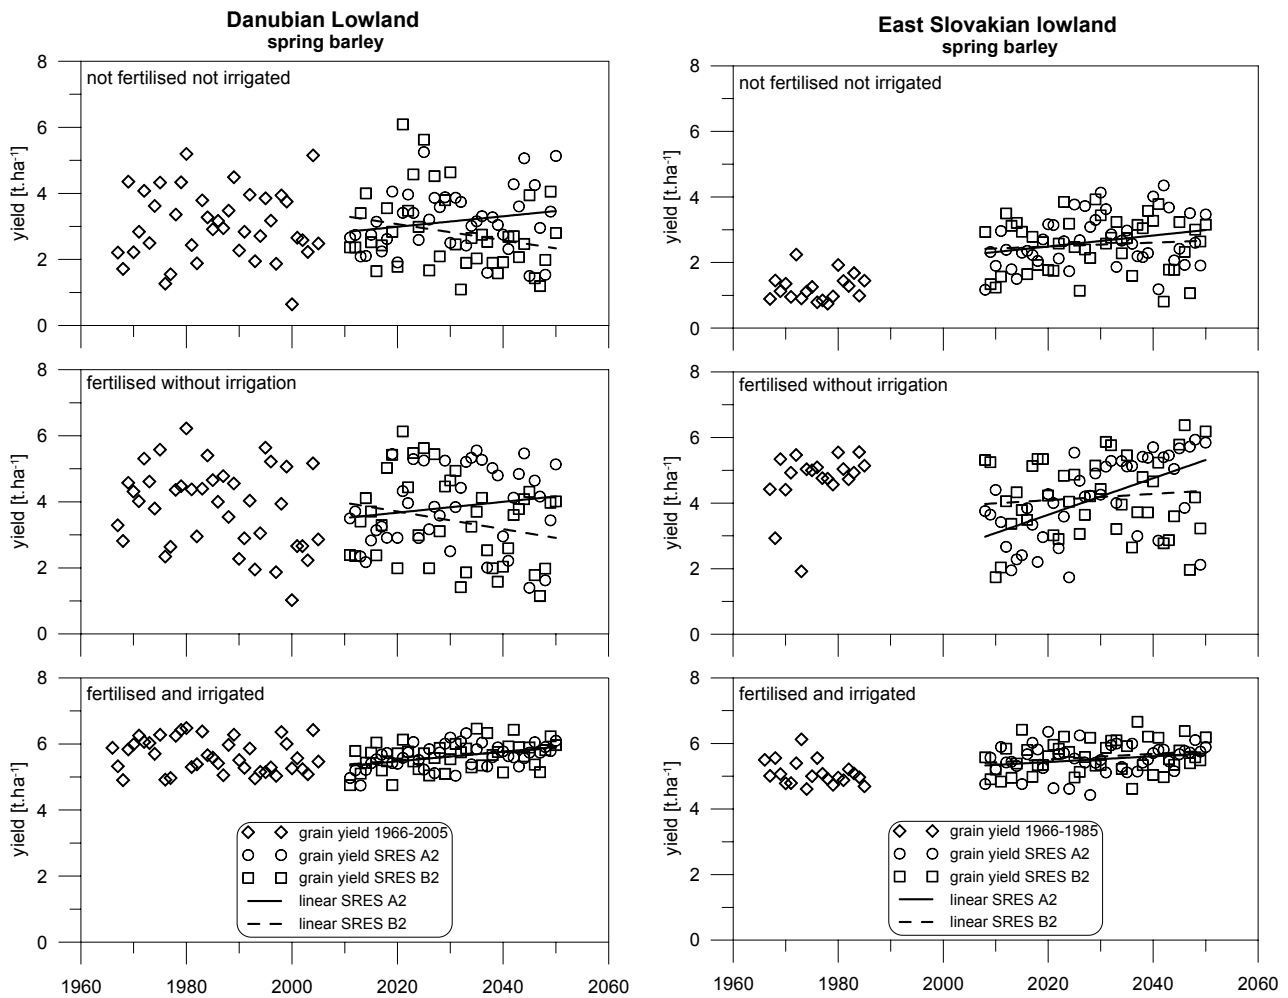 Danubian Lowland
spring barley
not fertilised not irrigated
yield [t.ha⁻¹]
8
6
4
2
0
fertilised without irrigation
yield [t.ha⁻¹]
8
6
4
2
0
fertilised and irrigated
yield [t.ha⁻¹]
8
6
4
2
0
grain yield 1966-2005
grain yield SRES A2
grain yield SRES B2
linear SRES A2
linear SRES B2
1960 1980 2000 2020 2040 2060
East Slovakian lowland
spring barley
not fertilised not irrigated
yield [t.ha⁻¹]
8
6
4
2
0
fertilised without irrigation
yield [t.ha⁻¹]
8
6
4
2
0
fertilised and irrigated
yield [t.ha⁻¹]
8
6
4
2
0
grain yield 1966-1985
grain yield SRES A2
grain yield SRES B2
linear SRES A2
linear SRES B2
1960 1980 2000 2020 2040 2060